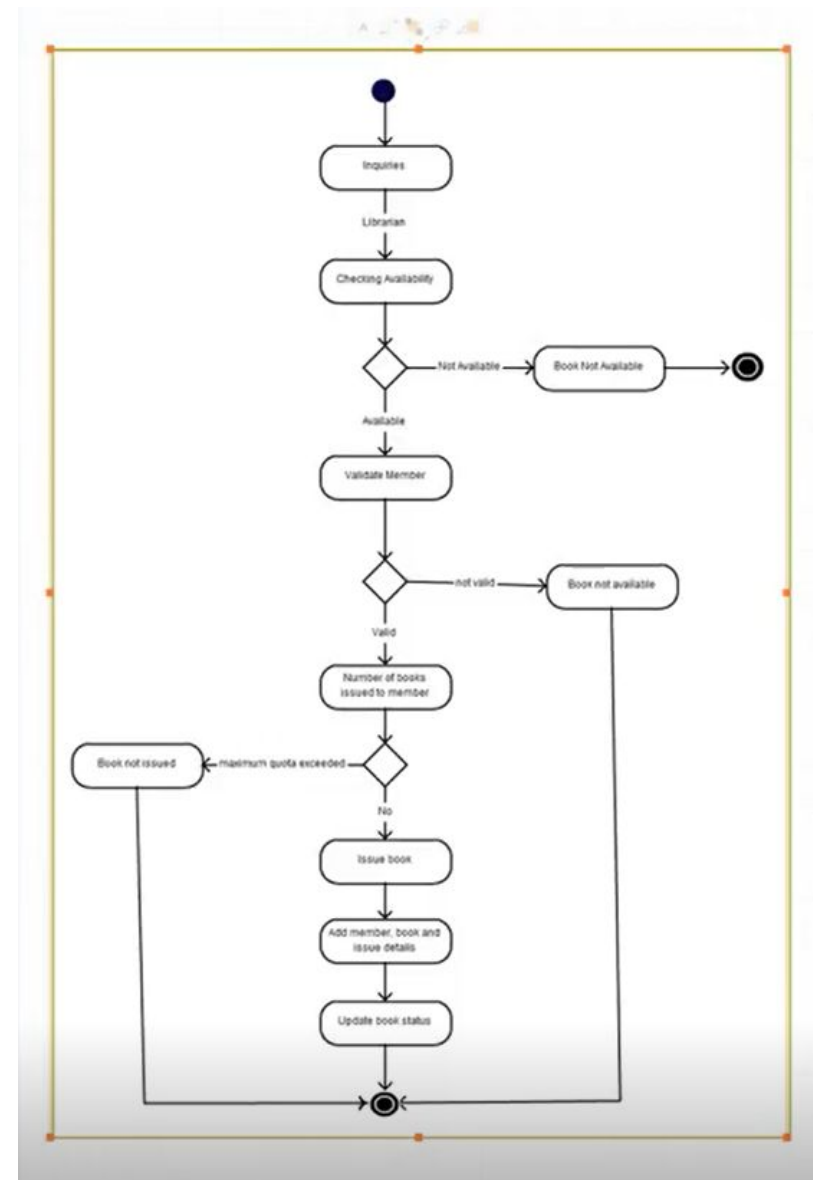 Inquiries
Librarian
Checking Availability
Not Available
Book Not Available
Available
Validate Member
not valid
Book not available
Valid
Number of books
issued to member
Book not issued
maximum quota exceeded
No
Issue book
Add member, book and
issue details
Update book status